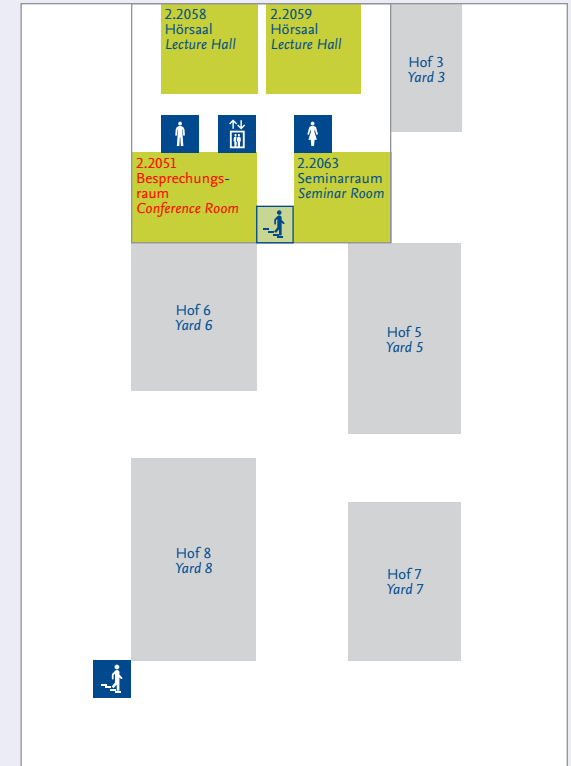 2.2058
Hörsaal
Lecture Hall
2.2059
Hörsaal
Lecture Hall
Hof 3
Yard 3
2.2051
Besprechungs-
raum
Conference Room
2.2063
Seminarraum
Seminar Room
Hof 6
Yard 6
Hof 5
Yard 5
Hof 8
Yard 8
Hof 7
Yard 7